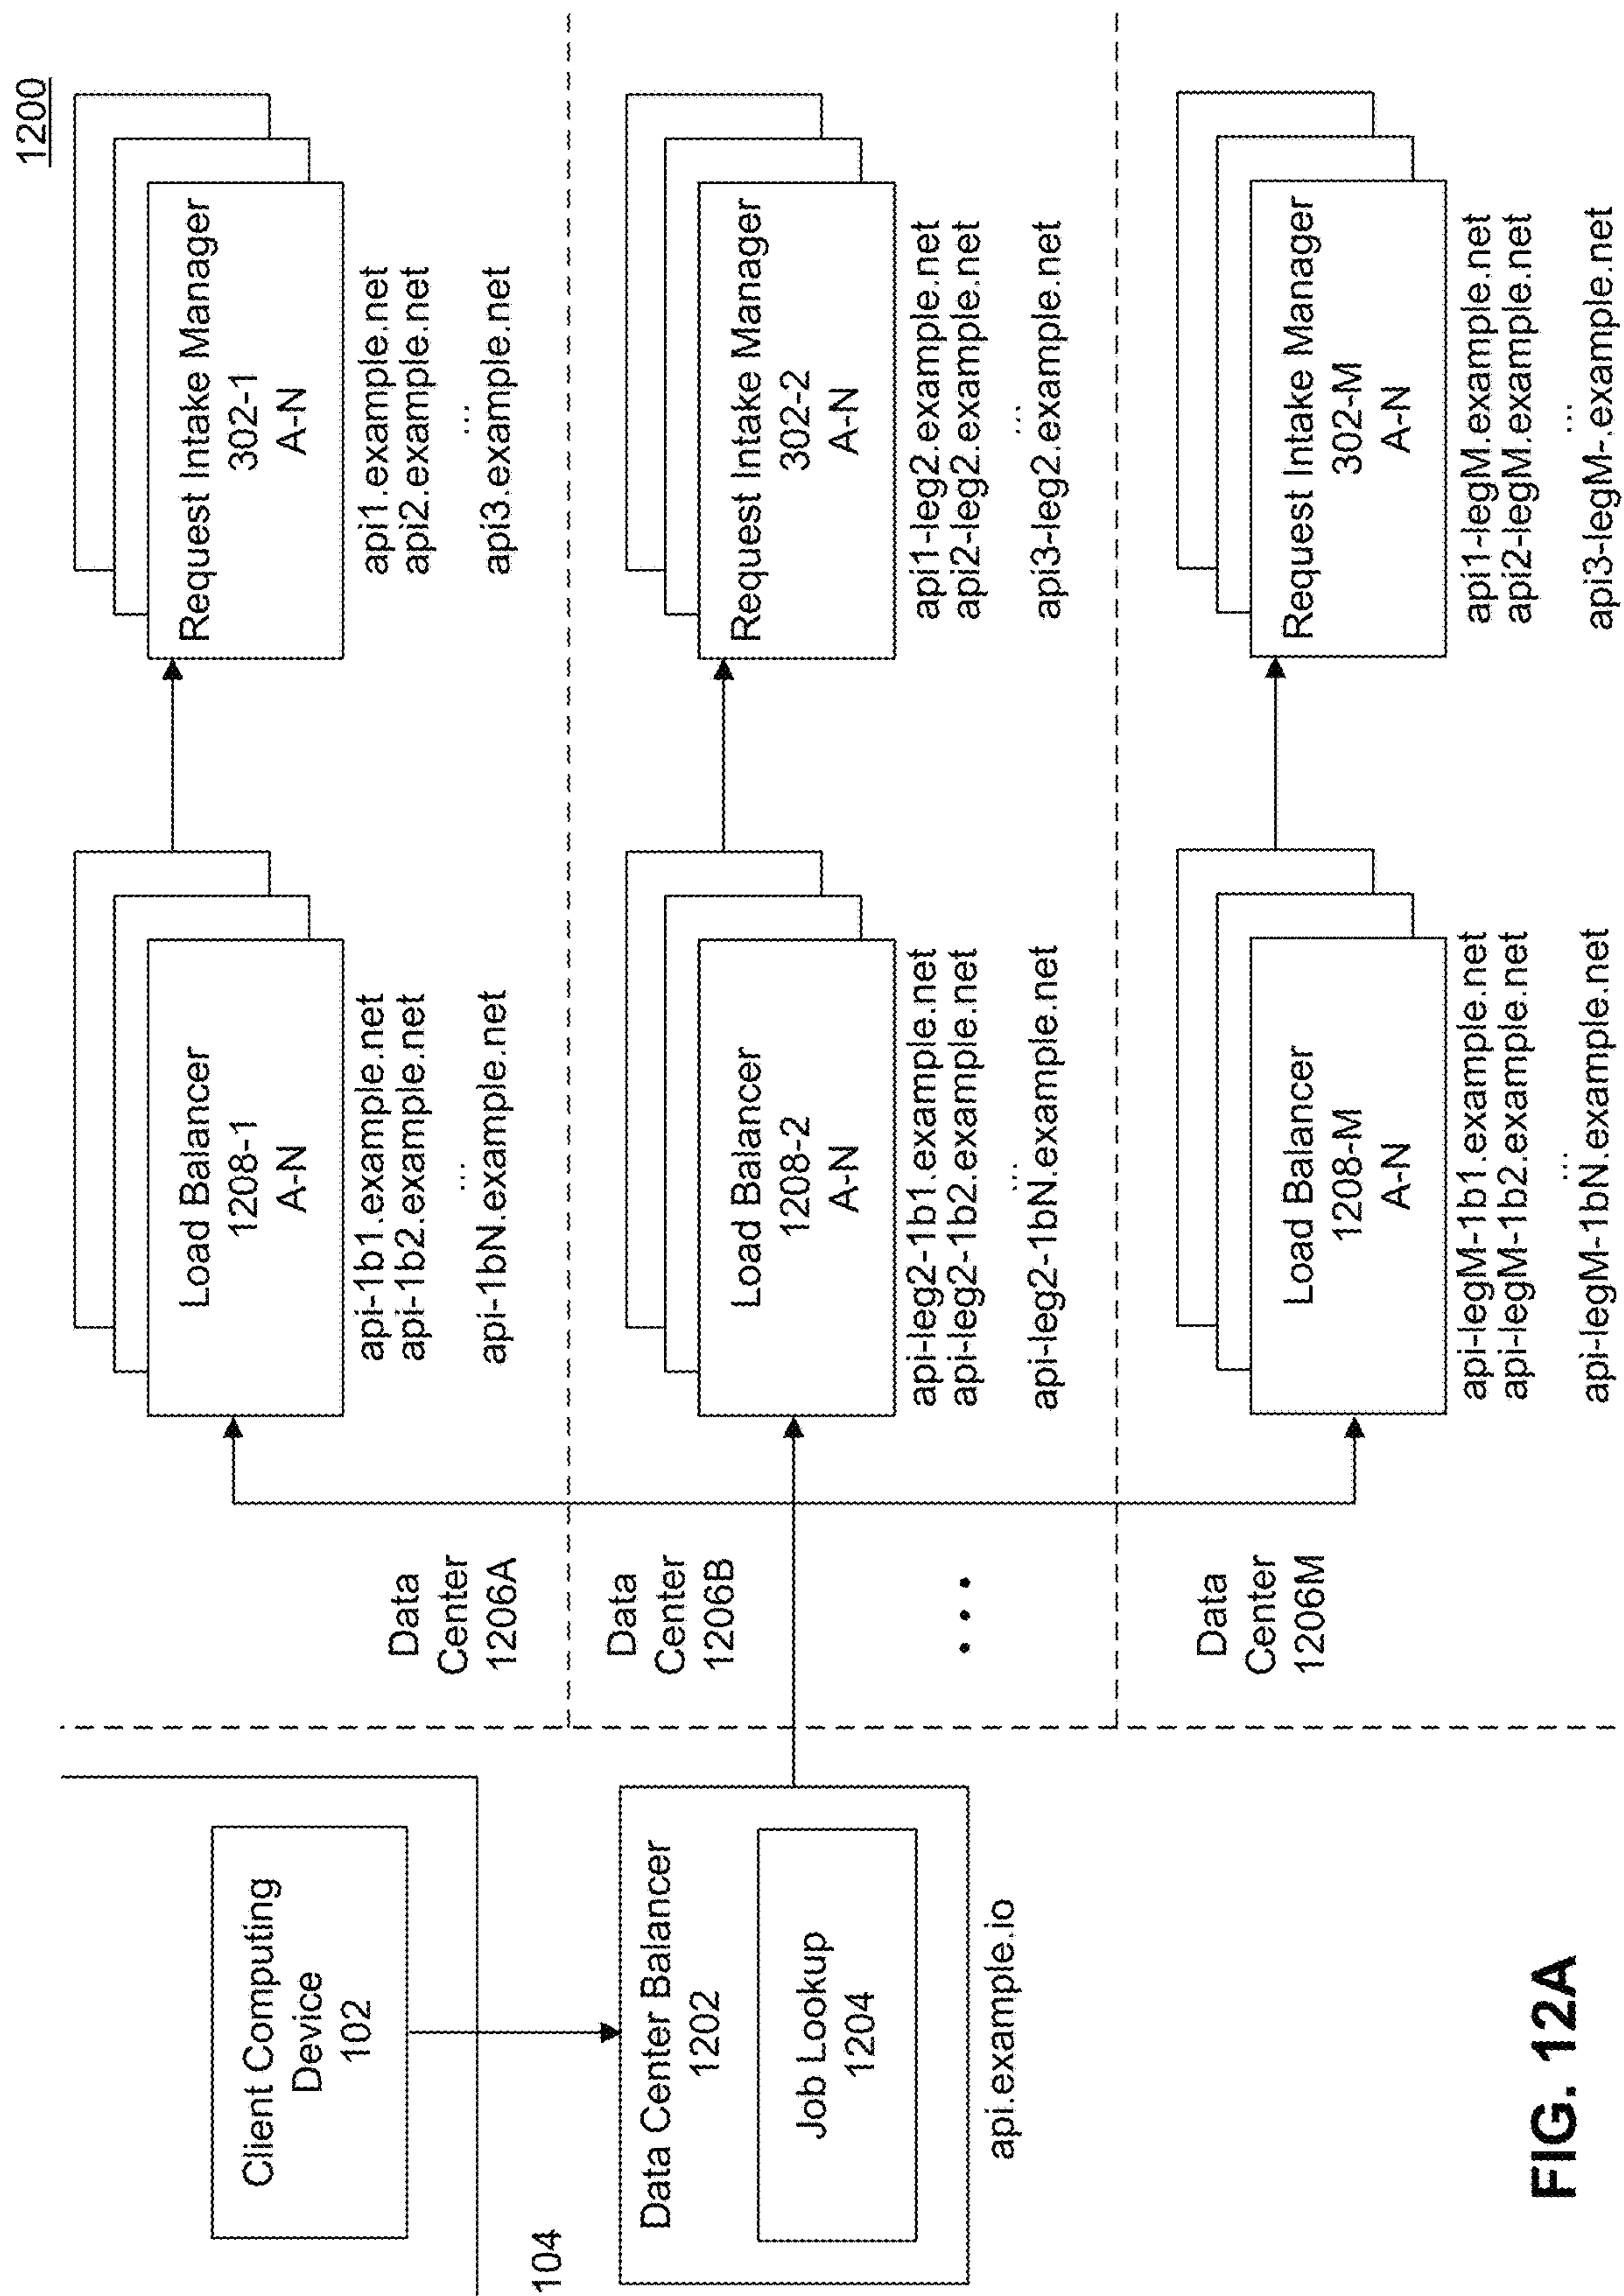 1200
Client Computing
Device
102
104
Data Center Balancer
1202
Job Lookup
1204
api.example.io
Data
Center
1206A
Load Balancer
1208-1
A-N
api-1b1.example.net
api-1b2.example.net
...
api-1bN.example.net
Request Intake Manager
302-1
A-N
api1.example.net
api2.example.net
...
api3.example.net
Data
Center
1206B
Load Balancer
1208-2
A-N
api-leg2-1b1.example.net
api-leg2-1b2.example.net
...
api-leg2-1bN.example.net
Request Intake Manager
302-2
A-N
api1-leg2.example.net
api2-leg2.example.net
...
api3-leg2.example.net
• • •
Data
Center
1206M
Load Balancer
1208-M
A-N
api-legM-1b1.example.net
api-legM-1b2.example.net
...
api-legM-1bN.example.net
Request Intake Manager
302-M
A-N
api1-legM.example.net
api2-legM.example.net
...
api3-legM-.example.net
FIG. 12A